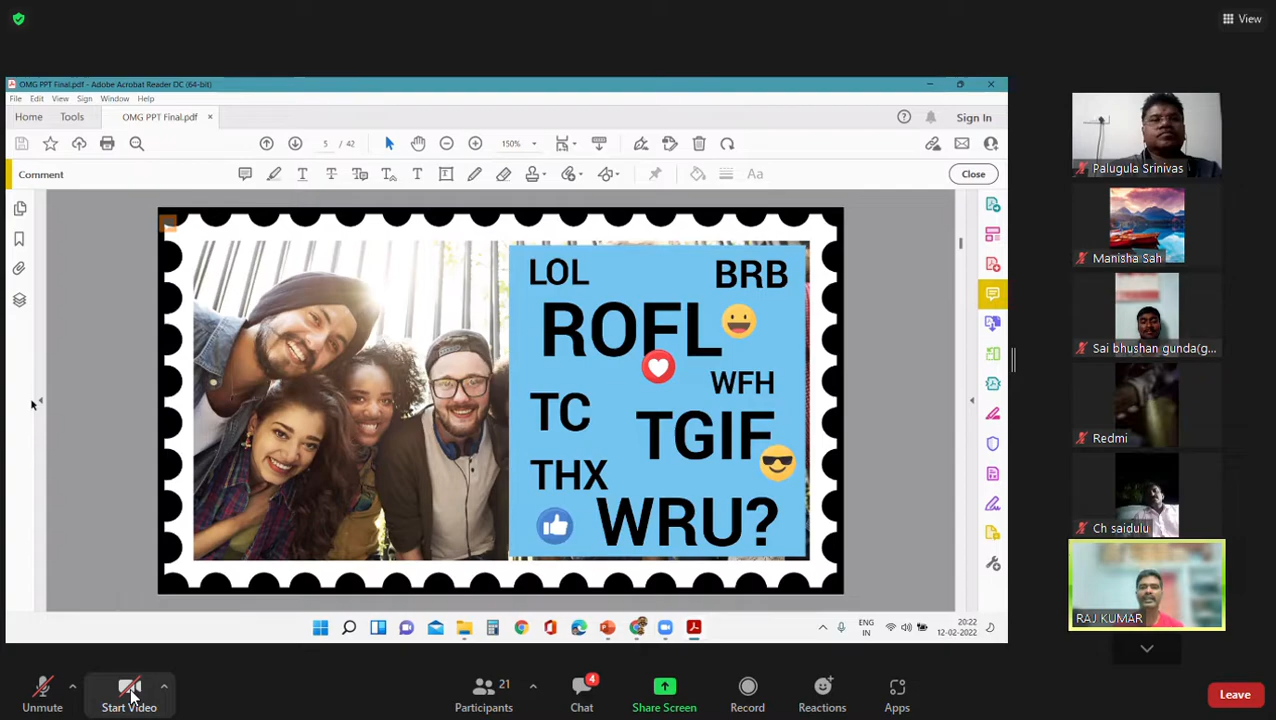 View
OMG PPT Final.pdf - Adobe Acrobat Reader DC (64-bit)
File Edit View Sign Window Help
Home Tools OMG PPT Final.pdf × Sign In
5 / 42 150%
Comment Aa Close
LOL BRB
ROFL
WFH
TC TGIF
THX
WRU?
ENG
IN
20:22
12-02-2022
Palugula Srinivas
Manisha Sah
Sai bhushan gunda(g...
Redmi
Ch saidulu
RAJ KUMAR
Unmute
Start Video
21
Participants
4
Chat
Share Screen
Record
Reactions
Apps
Leave